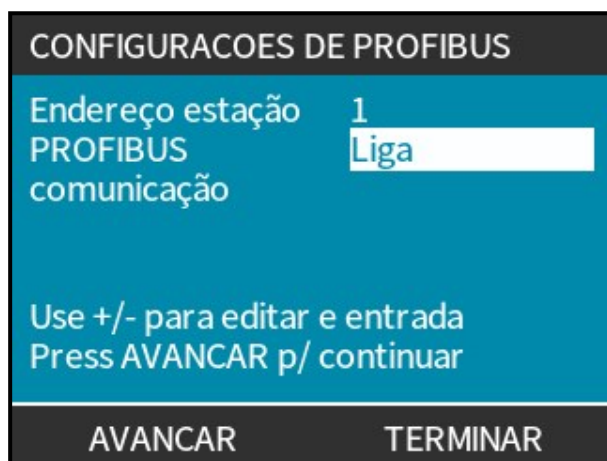 CONFIGURACOES DE PROFIBUS
Endereço estação 1
PROFIBUS Liga
comunicação
Use +/- para editar e entrada
Press AVANCAR p/ continuar
AVANCAR TERMINAR